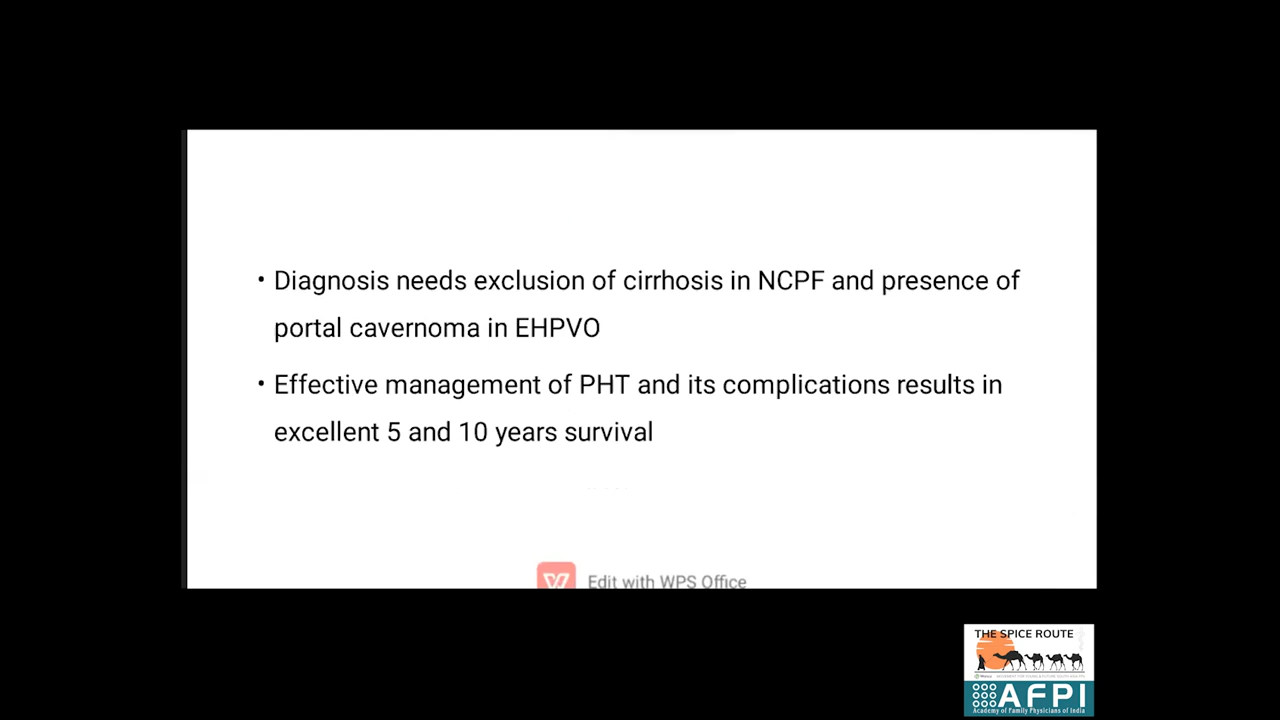 • Diagnosis needs exclusion of cirrhosis in NCPF and presence of
portal cavernoma in EHPVO
• Effective management of PHT and its complications results in
excellent 5 and 10 years survival
Edit with WPS Office
THE SPICE ROUTE
AFPI
Academy of Family Physicians of India